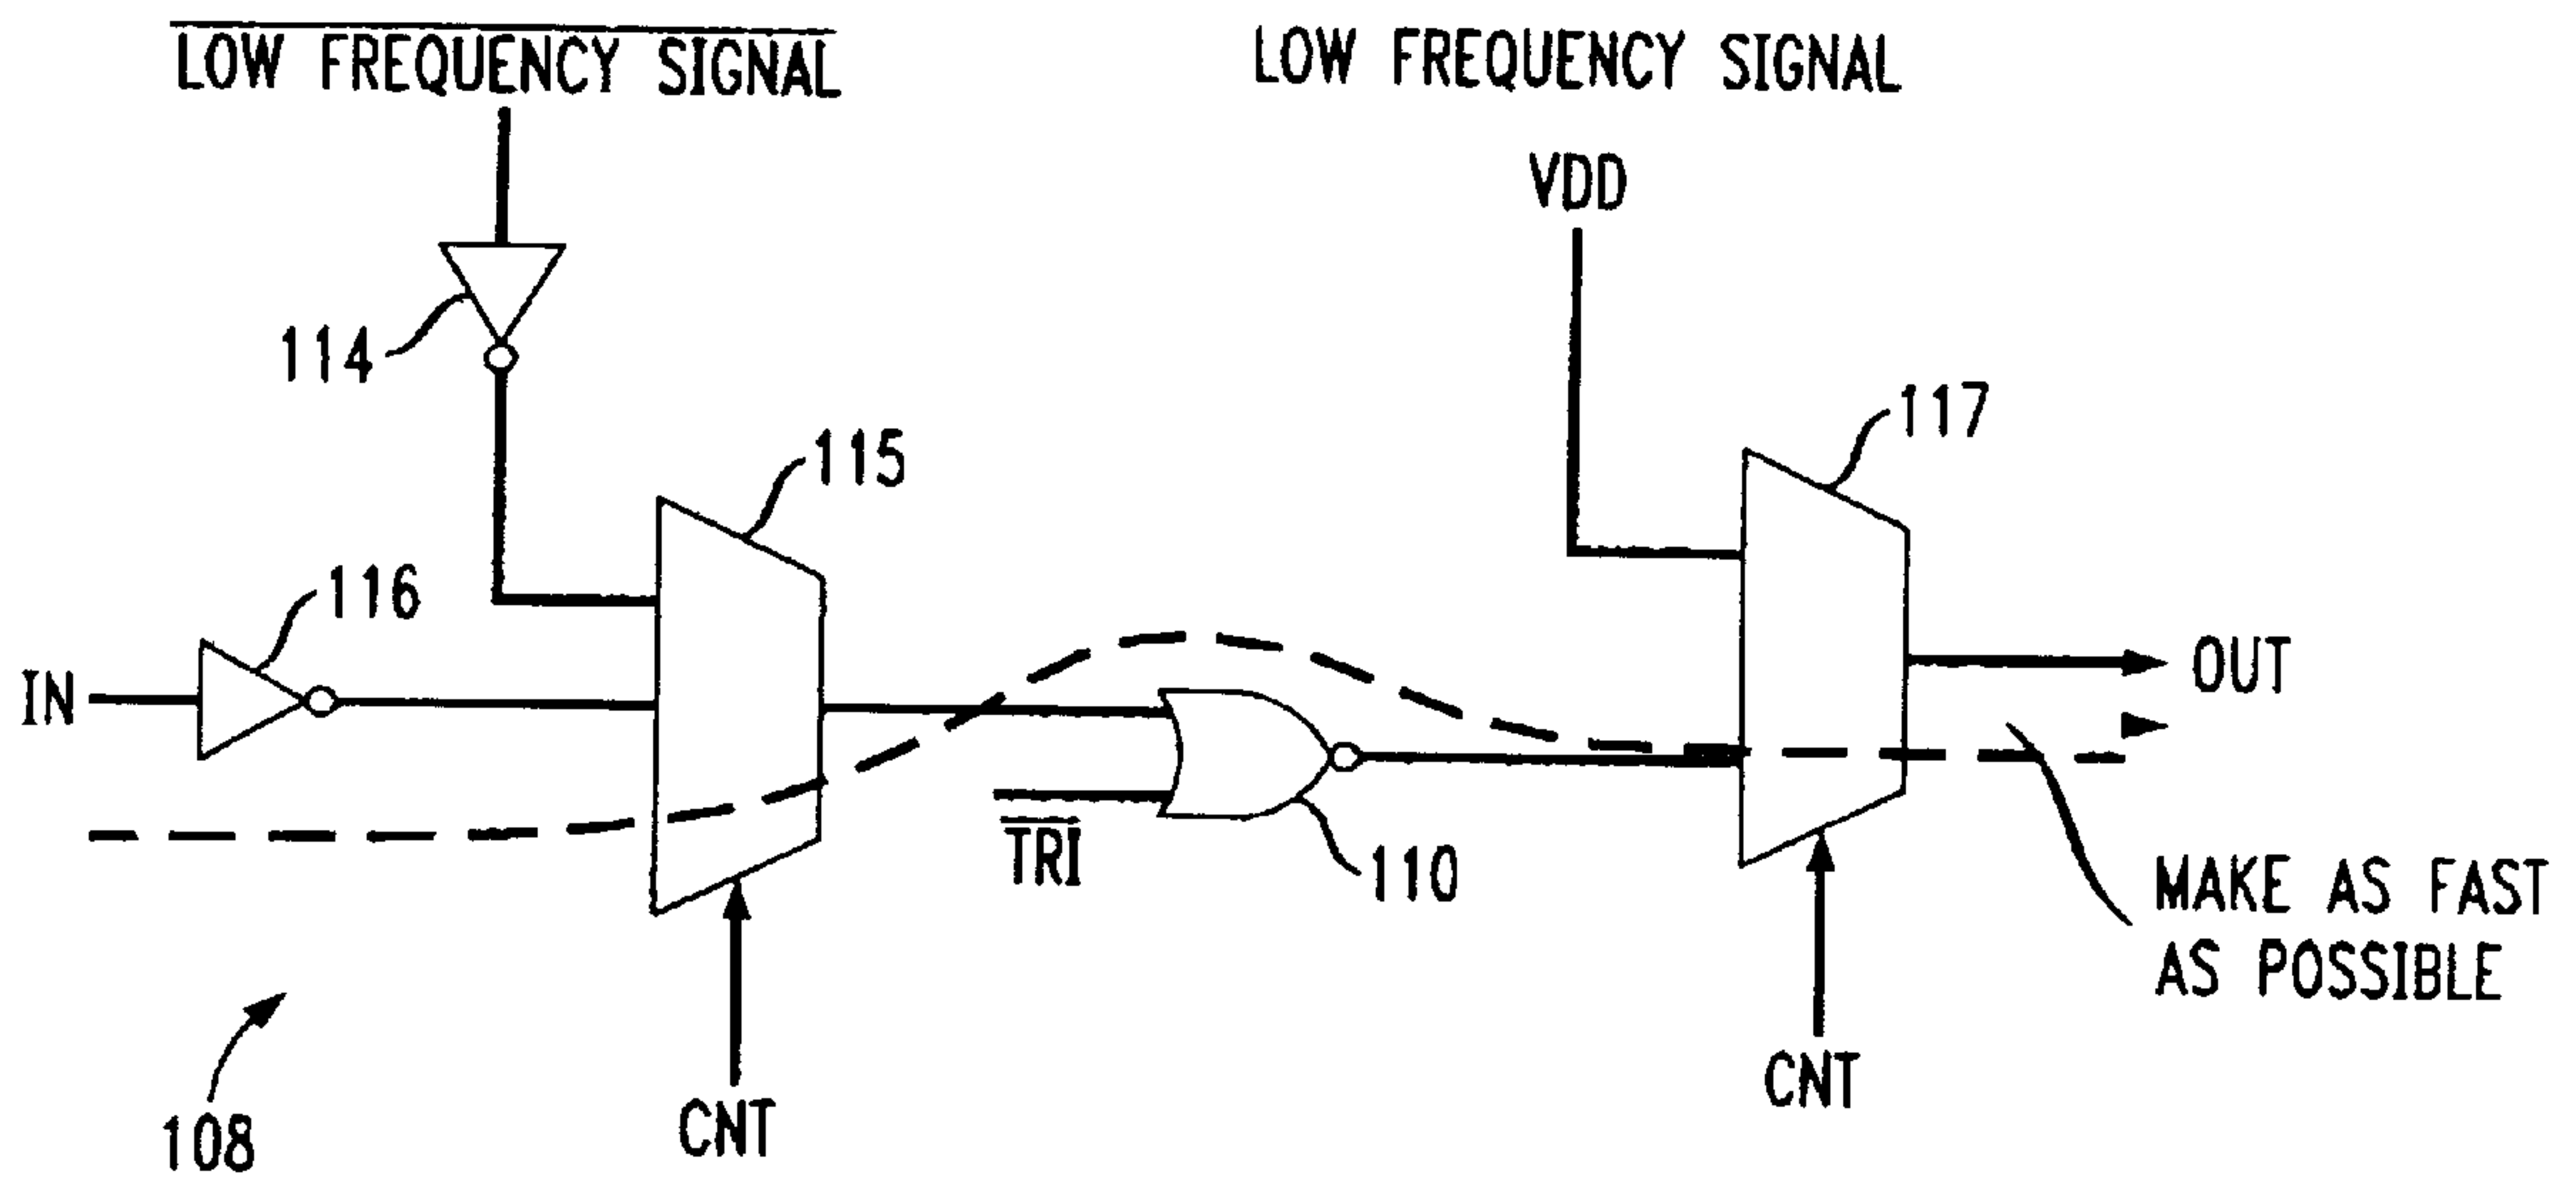 LOW FREQUENCY SIGNAL
LOW FREQUENCY SIGNAL
VDD
114
117
115
116
IN
OUT
TRI
110
MAKE AS FAST
AS POSSIBLE
CNT
CNT
108